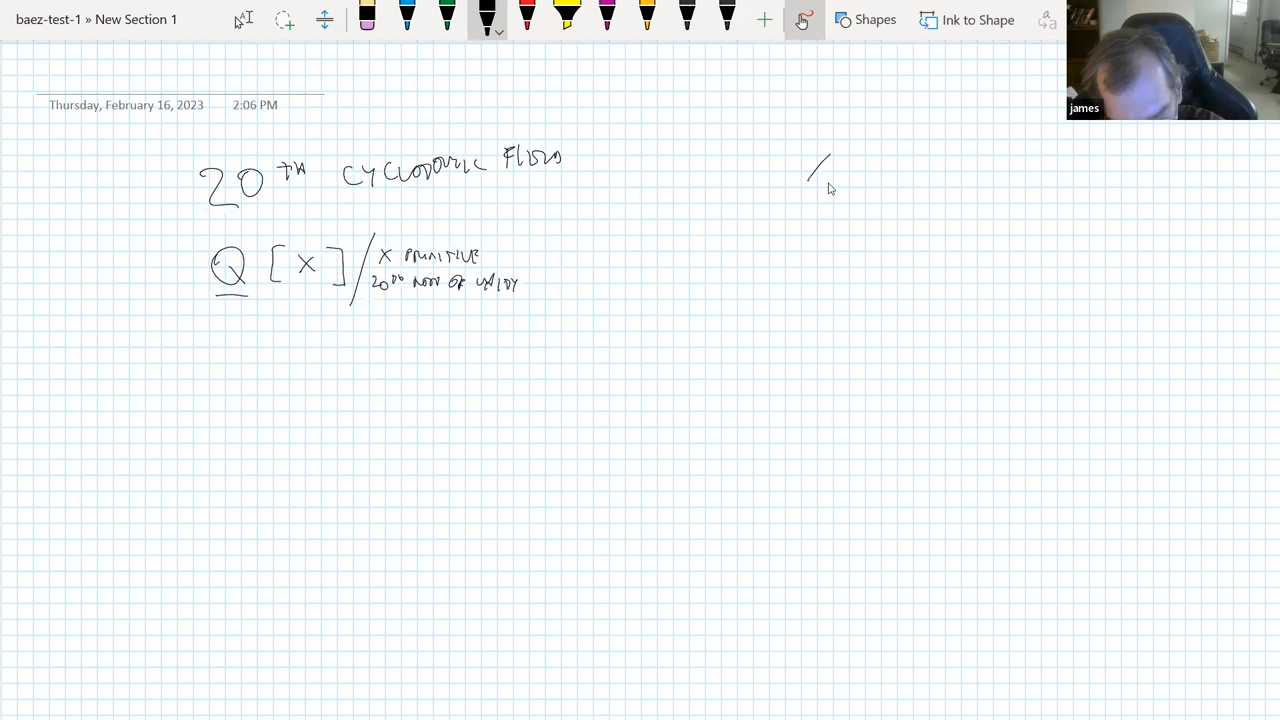 baez-test-1 » New Section 1
Shapes
Ink to Shape
james
Thursday, February 16, 2023 2:06 PM
20TH CYCLOTOMIC FIELD
Q [X] / X PRIMITIVE
20th ROOT OF UNITY